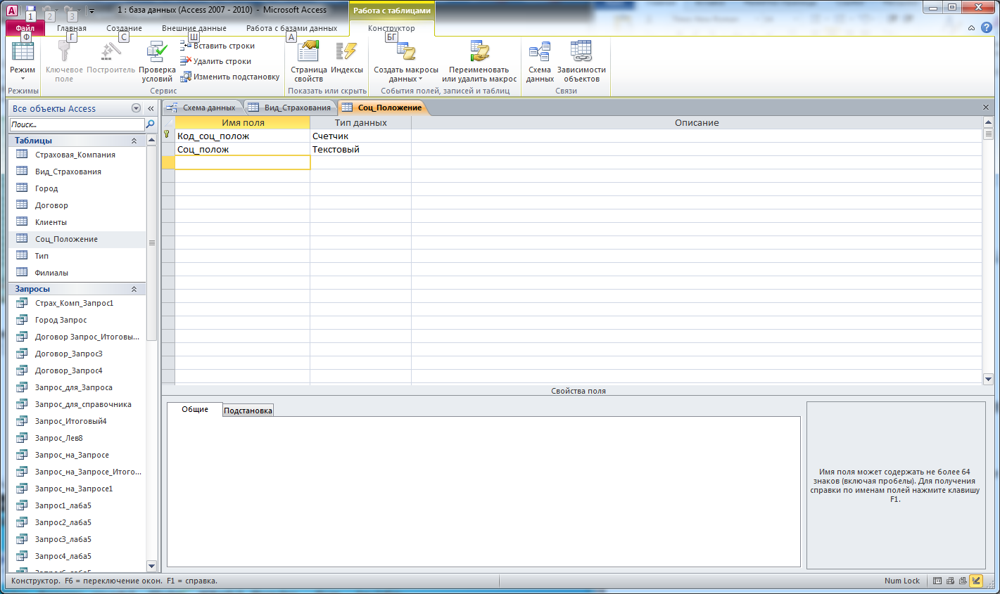 1 : база данных (Access 2007 - 2010) - Microsoft Access
Работа с таблицами
1
2
3
Файл
Главная
Создание
Внешние данные
Работа с базами данных
Конструктор
Ф
Г
С
Ш
А
БГ
Режим
Ключевое поле
Построитель
Проверка условий
Вставить строки
Удалить строки
Изменить подстановку
Страница свойств
Индексы
Создать макросы данных
Переименовать или удалить макрос
Схема данных
Зависимости объектов
Режимы
Сервис
Показать или скрыть
События полей, записей и таблиц
Связи
Все объекты Access
Поиск...
Таблицы
Страховая_Компания
Вид_Страхования
Город
Договор
Клиенты
Соц_Положение
Тип
Филиалы
Запросы
Страх_Комп_Запрос1
Город Запрос
Договор Запрос_Итоговы...
Договор_Запрос3
Договор_Запрос4
Запрос_для_Запроса
Запрос_для_справочника
Запрос_Итоговый4
Запрос_Лев8
Запрос_на_Запросе
Запрос_на_Запросе_Итого...
Запрос_на_Запросе1
Запрос1_лаба5
Запрос2_лаба5
Запрос3_лаба5
Запрос4_лаба5
Схема данных
Вид_Страхования
Соц_Положение
Имя поля
Тип данных
Описание
Код_соц_полож
Счетчик
Соц_полож
Текстовый
Свойства поля
Общие
Подстановка
Имя поля может содержать не более 64
знаков (включая пробелы). Для получения
справки по именам полей нажмите клавишу
F1.
Конструктор. F6 = переключение окон. F1 = справка.
Num Lock